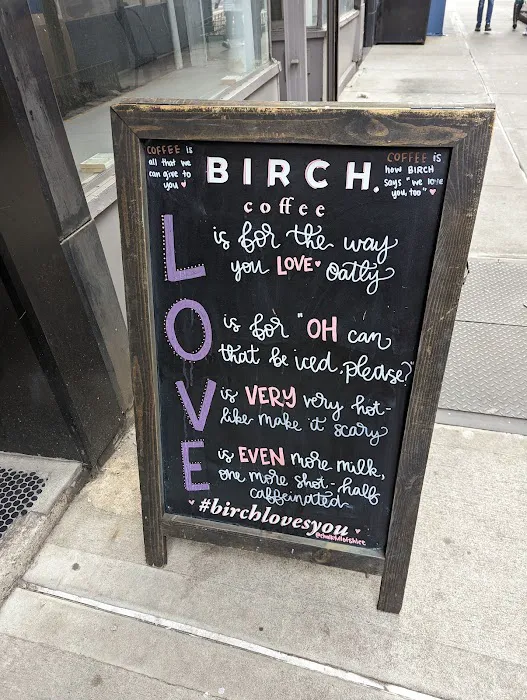 COFFEE is
all that we
can give to
you
BIRCH.
coffee
COFFEE is
how BIRCH
says "we love
you too"
L is for the way
you LOVE oatly
O is for "OH can
that be iced, please?"
V is VERY very hot-
like make it scary
E is EVEN more milk,
one more shot-half
caffeinated
#birchlovesyou